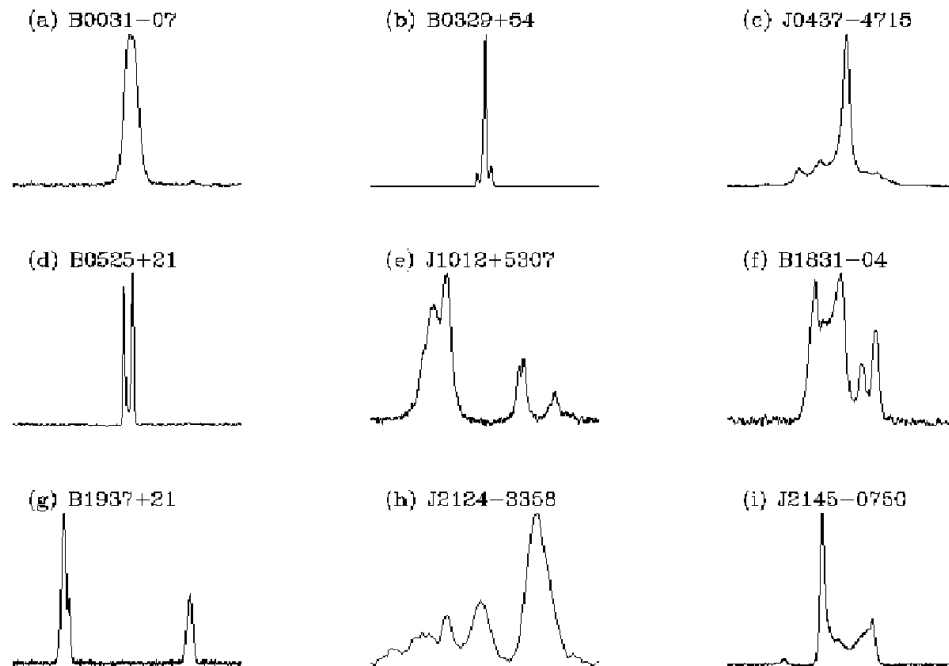 (a) B0031−07
(b) B0329+54
(c) J0437−4715
(d) B0525+21
(e) J1012+5307
(f) B1831−04
(g) B1937+21
(h) J2124−3358
(i) J2145−0750